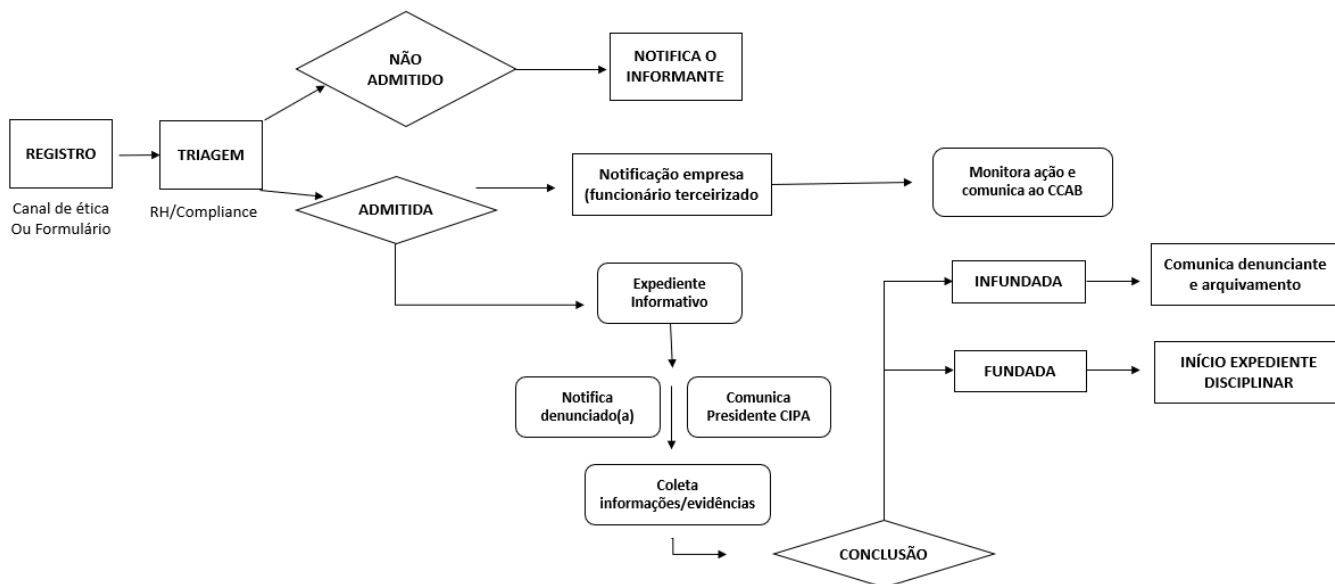 NÃO
ADMITIDO
NOTIFICA O
INFORMANTE
REGISTRO
TRIAGEM
Canal de ética
Ou Formulário
RH/Compliance
ADMITIDA
Notificação empresa
(funcionário terceirizado
Monitora ação e
comunica ao CCAB
Expediente
Informativo
INFUNDADA
Comunica denunciante
e arquivamento
Notifica
denunciado(a)
Comunica
Presidente CIPA
FUNDADA
INÍCIO EXPEDIENTE
DISCIPLINAR
Coleta
informações/evidências
CONCLUSÃO